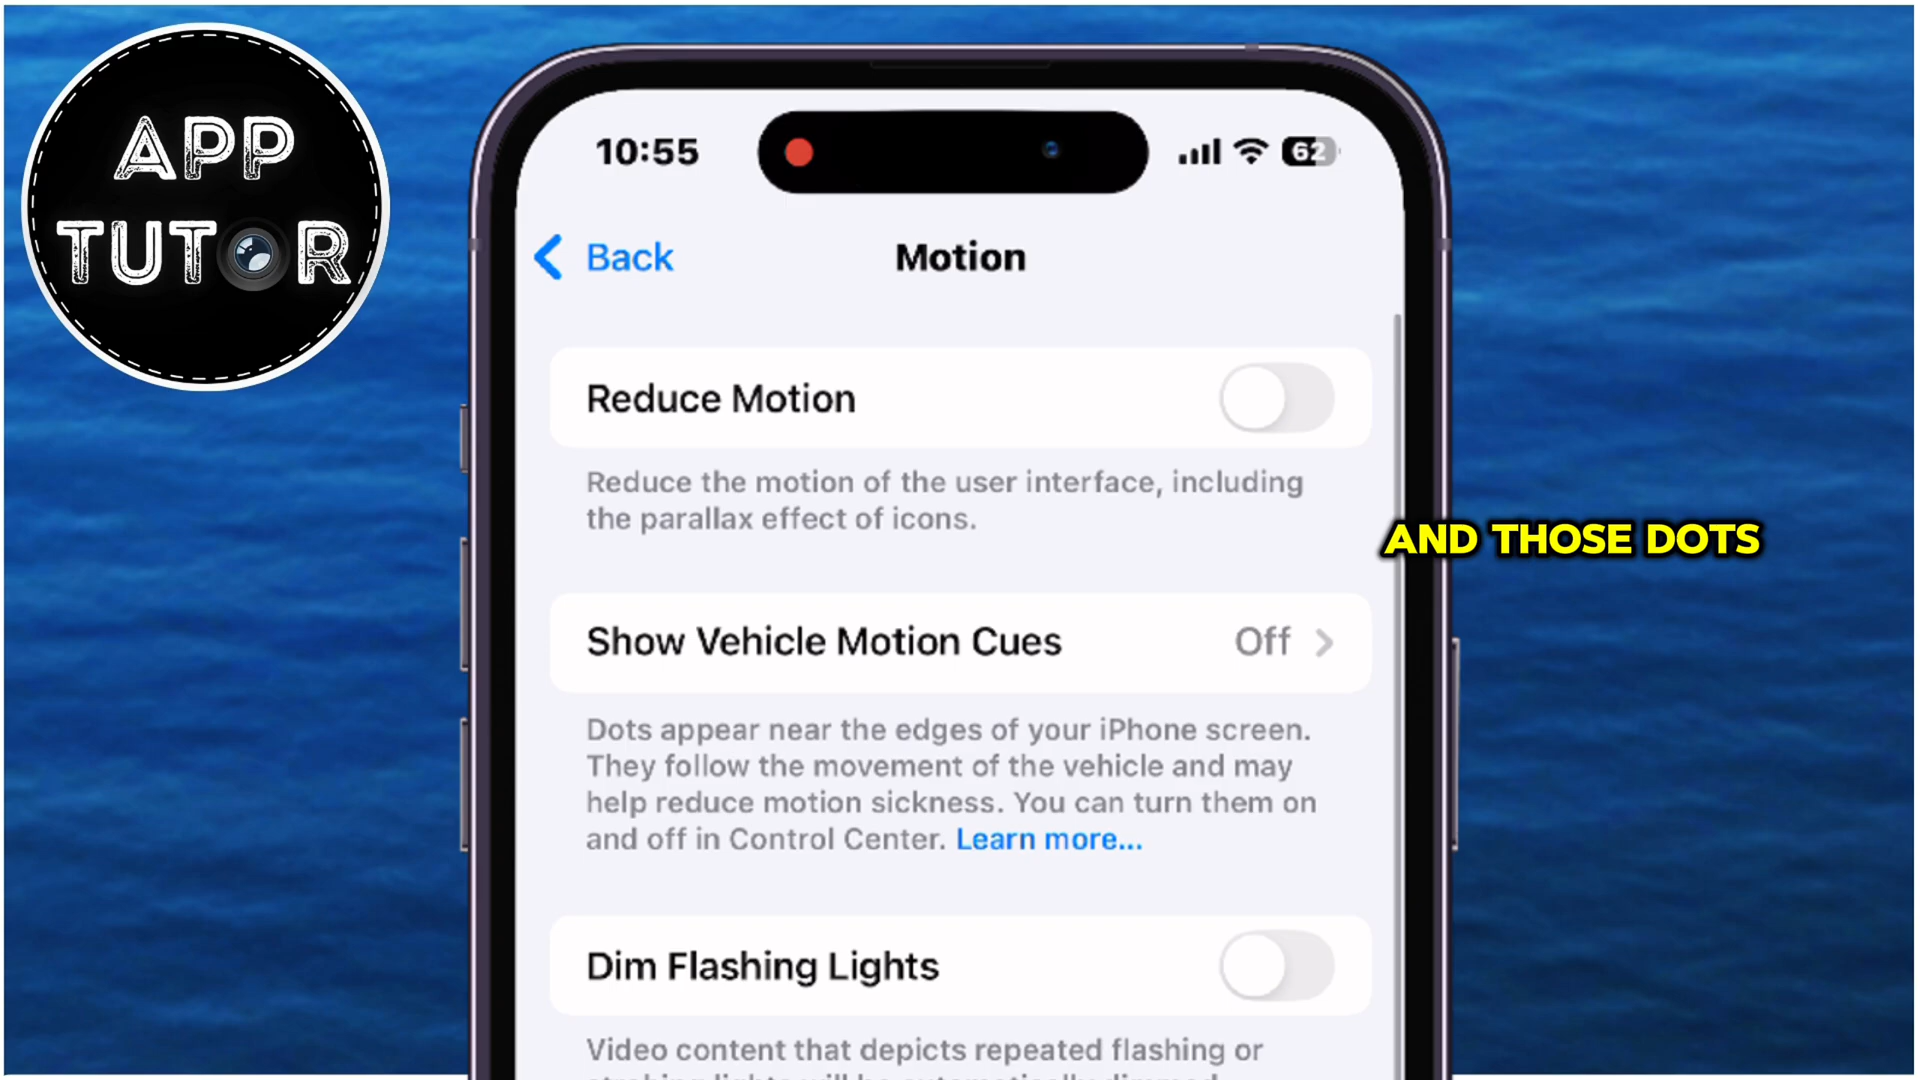 APP
TUTOR
10:55
62
Back
Motion
Reduce Motion
Reduce the motion of the user interface, including
the parallax effect of icons.
AND THOSE DOTS
Show Vehicle Motion Cues
Off
Dots appear near the edges of your iPhone screen.
They follow the movement of the vehicle and may
help reduce motion sickness. You can turn them on
and off in Control Center. Learn more...
Dim Flashing Lights
Video content that depicts repeated flashing or